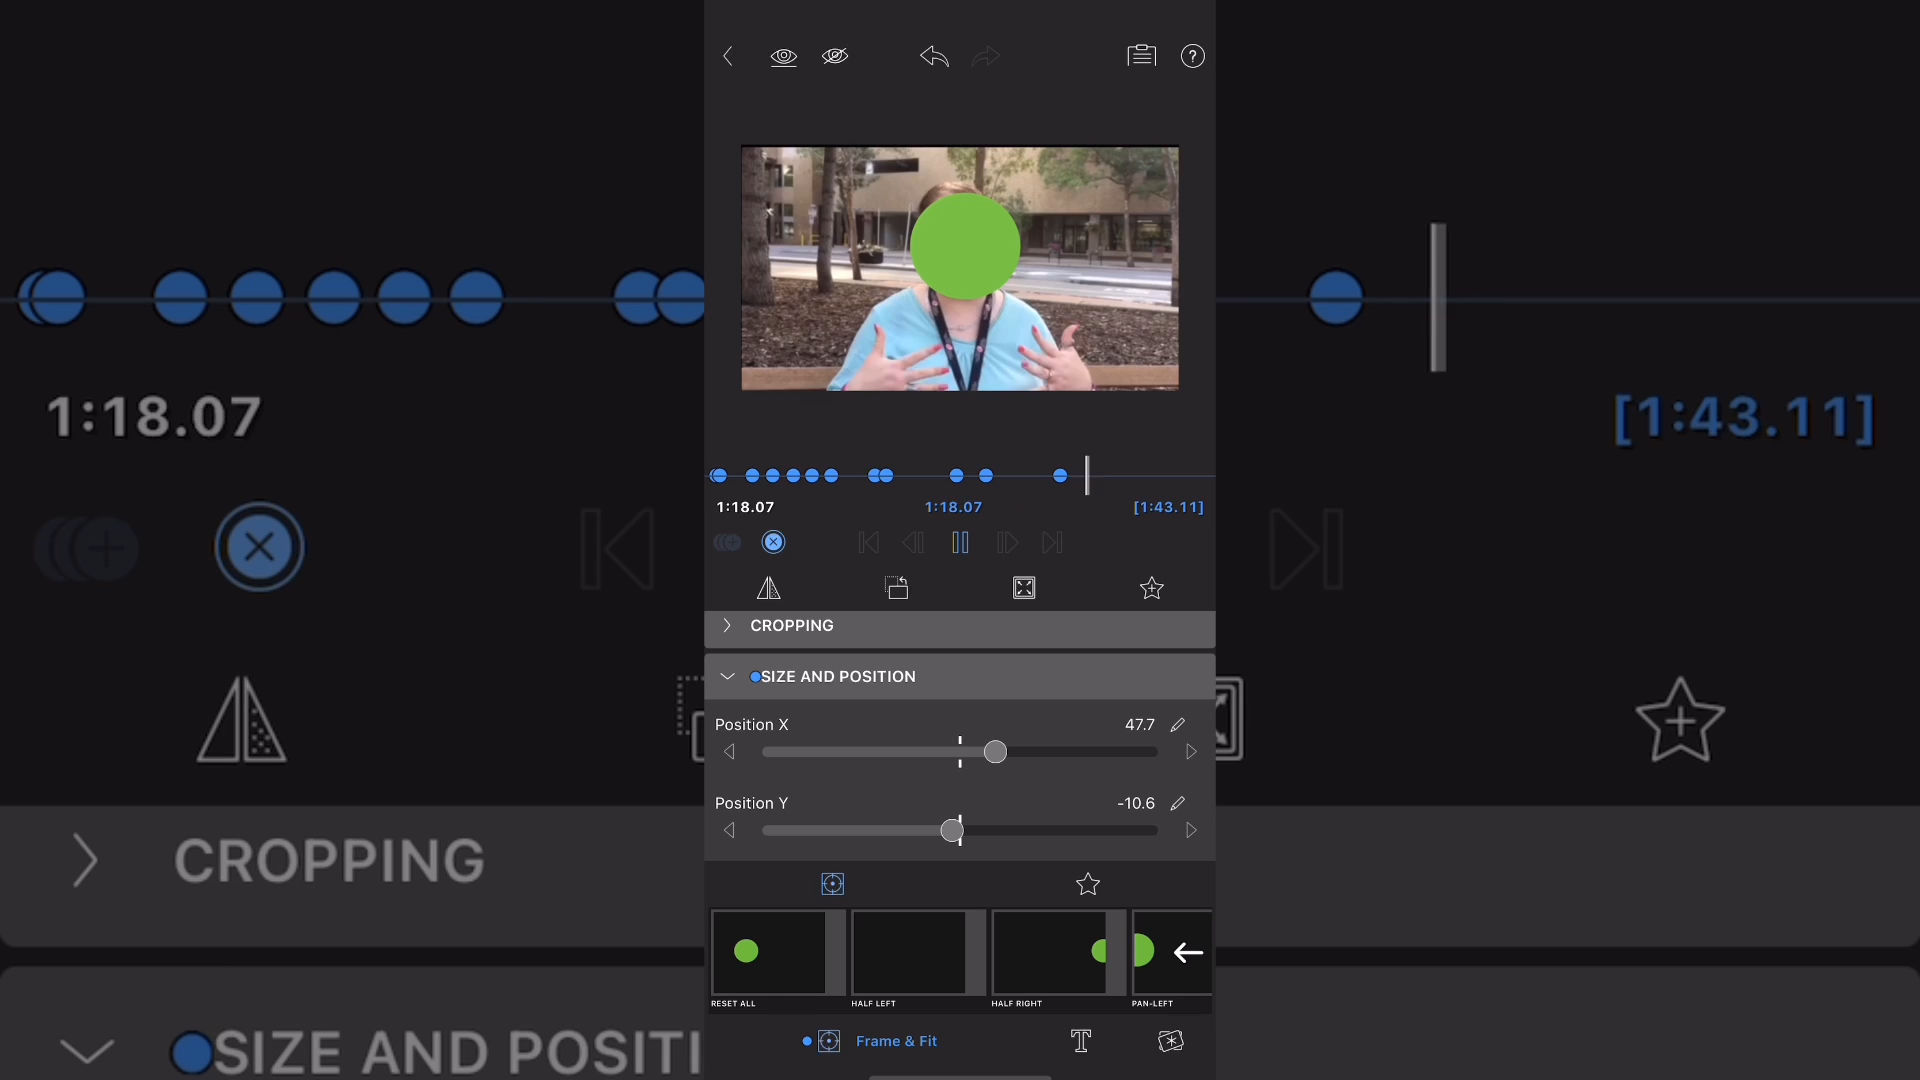 1:18.07
1:18.07
[1:43.11]
CROPPING
SIZE AND POSITION
Position X
47.7
Position Y
-10.6
RESET ALL
HALF LEFT
HALF RIGHT
PAN-LEFT
Frame & Fit
1:18.07
[1:43.11]
CROPPING
SIZE AND POSITI